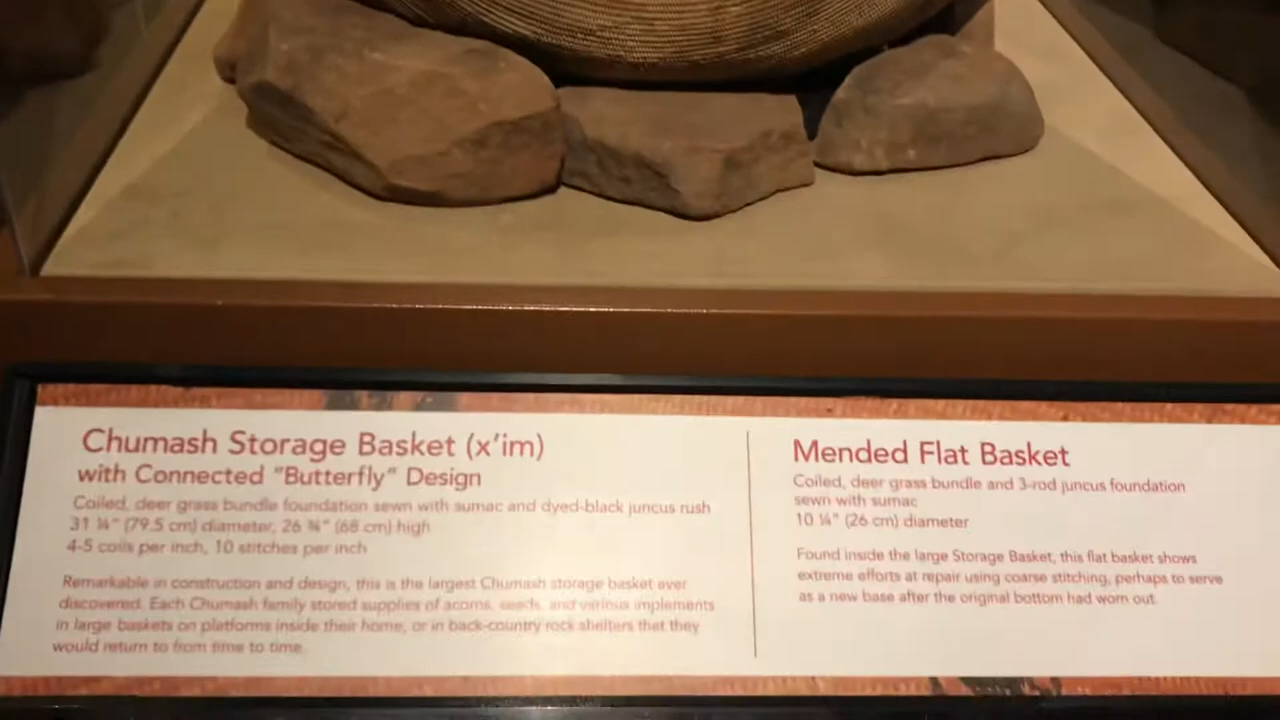 Chumash Storage Basket (x'im)
with Connected "Butterfly" Design
Coiled, deer grass bundle foundation sewn with sumac and dyed-black juncus rush
31 ¼" (79.5 cm) diameter, 26 ¾" (68 cm) high
4-5 coils per inch, 10 stitches per inch
Remarkable in construction and design, this is the largest Chumash storage basket ever
discovered. Each Chumash family stored supplies of acorns, seeds, and various implements
in large baskets on platforms inside their home, or in back-country rock shelters that they
would return to from time to time.
Mended Flat Basket
Coiled, deer grass bundle and 3-rod juncus foundation
sewn with sumac
10 ¼" (26 cm) diameter
Found inside the large Storage Basket, this flat basket shows
extreme efforts at repair using coarse stitching, perhaps to serve
as a new base after the original bottom had worn out.